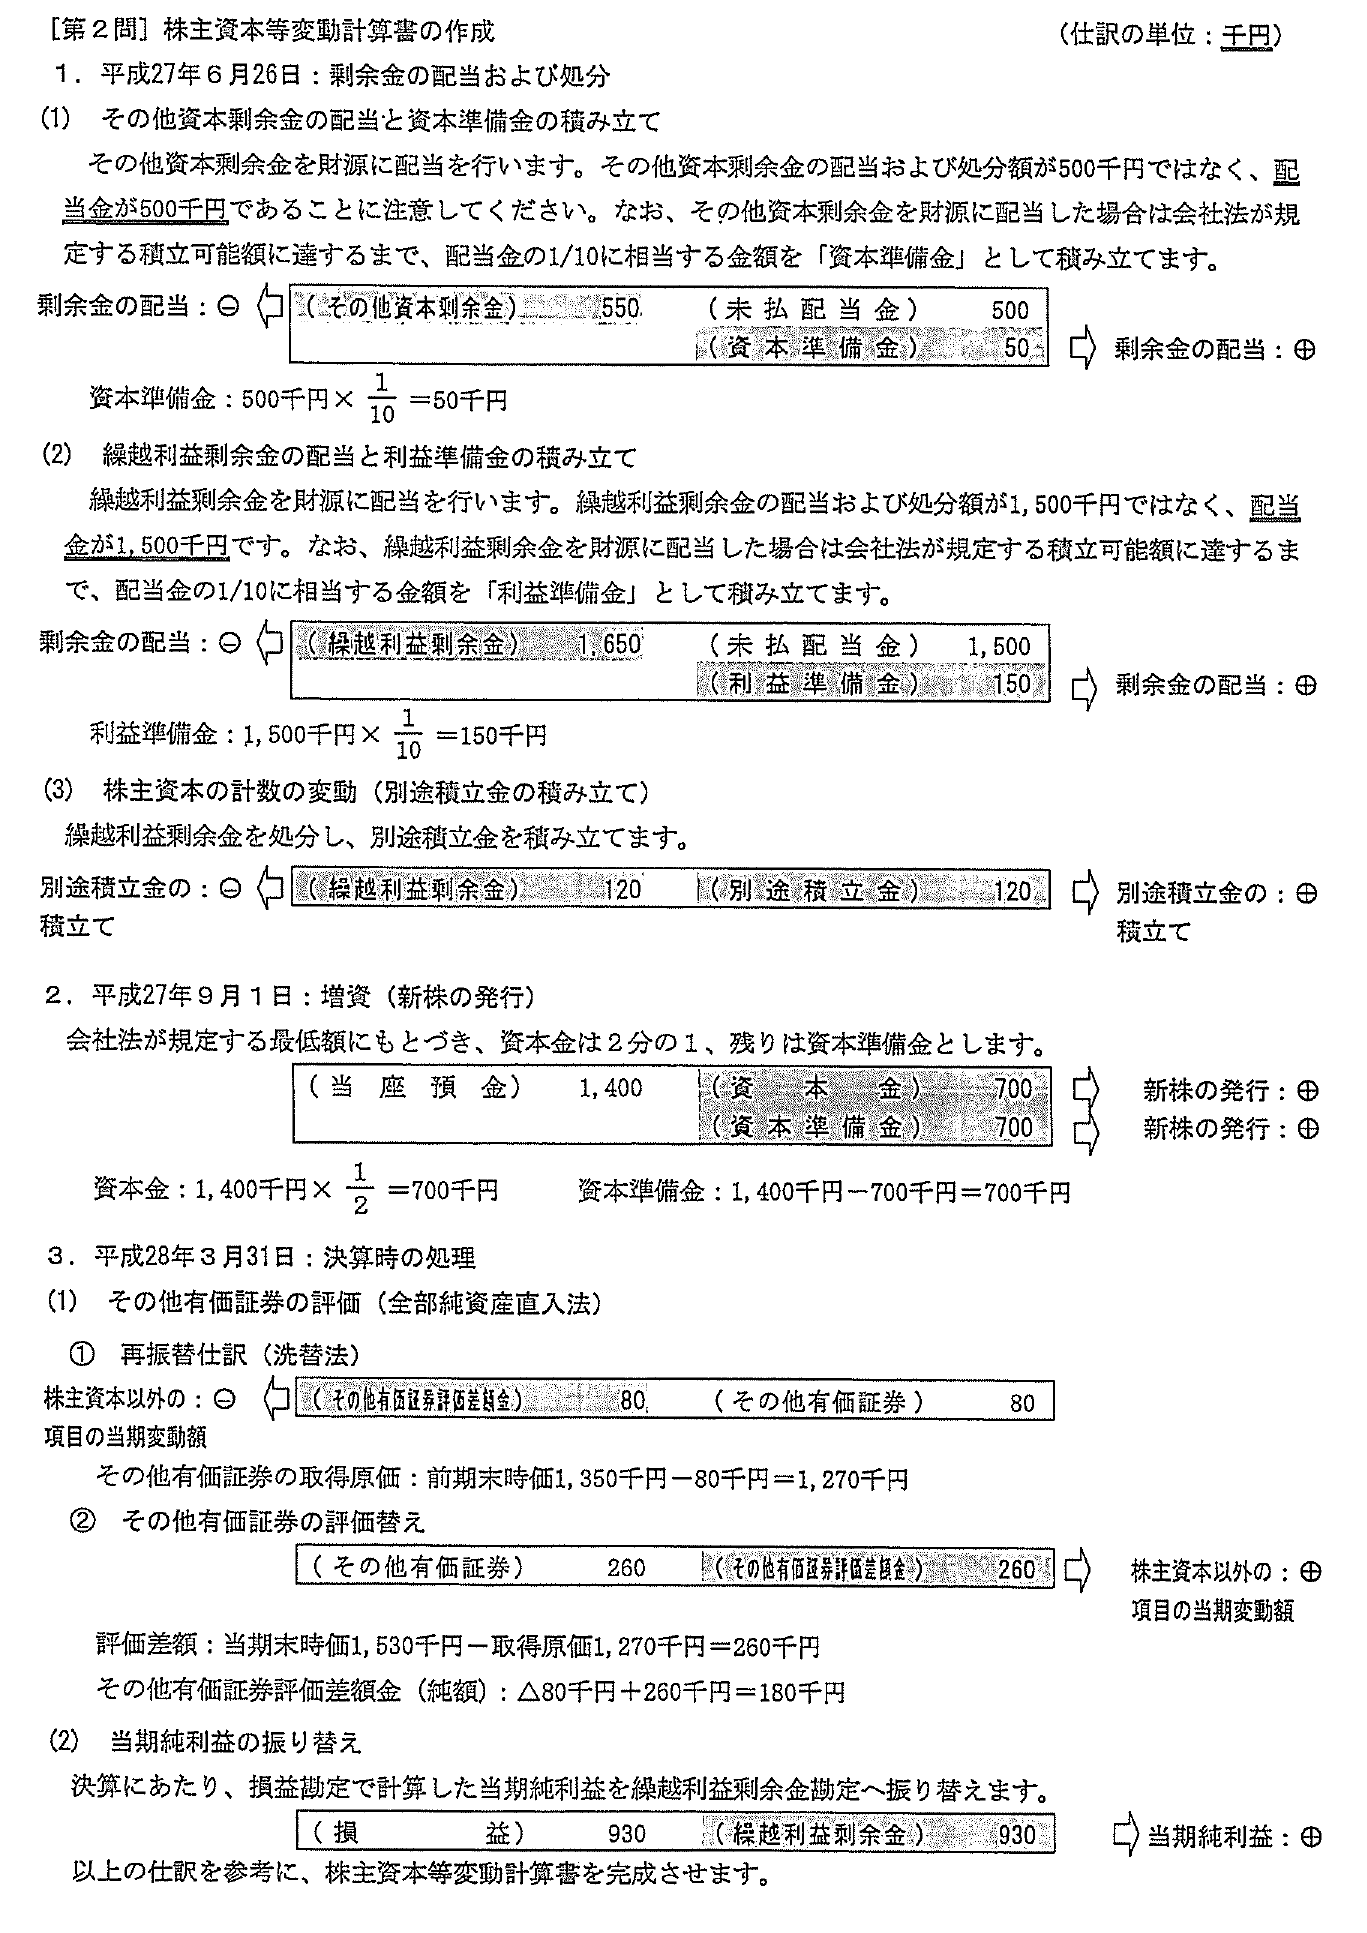 [第２問] 株主資本等変動計算書の作成　（仕訳の単位：千円）
１．平成27年６月26日：剰余金の配当および処分
(1)　その他資本剰余金の配当と資本準備金の積み立て
その他資本剰余金を財源に配当を行います。その他資本剰余金の配当および処分額が500千円ではなく、配
当金が500千円であることに注意してください。なお、その他資本剰余金を財源に配当した場合は会社法が規
定する積立可能額に達するまで、配当金の1/10に相当する金額を「資本準備金」として積み立てます。
剰余金の配当：⊖ （その他資本剰余金） 550 （未払配当金） 500
（資本準備金） 50 剰余金の配当：⊕
資本準備金：500千円× 1/10 ＝50千円
(2)　繰越利益剰余金の配当と利益準備金の積み立て
繰越利益剰余金を財源に配当を行います。繰越利益剰余金の配当および処分額が1,500千円ではなく、配当
金が1,500千円です。なお、繰越利益剰余金を財源に配当した場合は会社法が規定する積立可能額に達するま
で、配当金の1/10に相当する金額を「利益準備金」として積み立てます。
剰余金の配当：⊖ （繰越利益剰余金） 1,650 （未払配当金） 1,500
（利益準備金） 150 剰余金の配当：⊕
利益準備金：1,500千円× 1/10 ＝150千円
(3)　株主資本の計数の変動（別途積立金の積み立て）
繰越利益剰余金を処分し、別途積立金を積み立てます。
別途積立金の：⊖ （繰越利益剰余金） 120 （別途積立金） 120 別途積立金の：⊕
積立て 積立て
２．平成27年９月１日：増資（新株の発行）
会社法が規定する最低額にもとづき、資本金は２分の１、残りは資本準備金とします。
（当座預金） 1,400 （資本金） 700 新株の発行：⊕
（資本準備金） 700 新株の発行：⊕
資本金：1,400千円× 1/2 ＝700千円　資本準備金：1,400千円－700千円＝700千円
３．平成28年３月31日：決算時の処理
(1)　その他有価証券の評価（全部純資産直入法）
①　再振替仕訳（洗替法）
株主資本以外の：⊖ （その他有価証券評価差額金） 80 （その他有価証券） 80
項目の当期変動額
その他有価証券の取得原価：前期末時価1,350千円－80千円＝1,270千円
②　その他有価証券の評価替え
（その他有価証券） 260 （その他有価証券評価差額金） 260 株主資本以外の：⊕
項目の当期変動額
評価差額：当期末時価1,530千円－取得原価1,270千円＝260千円
その他有価証券評価差額金（純額）：△80千円＋260千円＝180千円
(2)　当期純利益の振り替え
決算にあたり、損益勘定で計算した当期純利益を繰越利益剰余金勘定へ振り替えます。
（損益） 930 （繰越利益剰余金） 930 当期純利益：⊕
以上の仕訳を参考に、株主資本等変動計算書を完成させます。